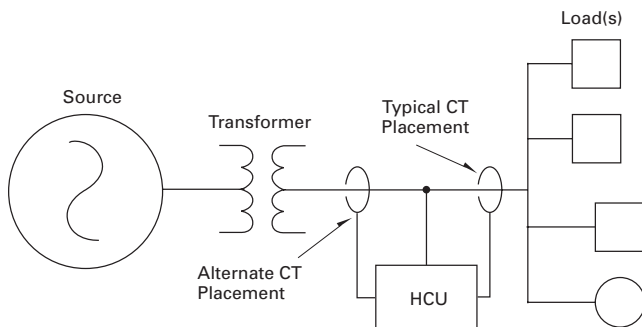 Load(s)
Source
Typical CT
Placement
Transformer
Alternate CT
Placement
HCU